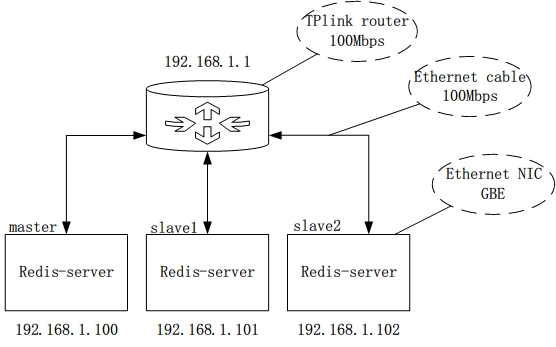 TPlink router
100Mbps
192.168.1.1
Ethernet cable
100Mbps
Ethernet NIC
GBE
master
slave1
slave2
Redis-server
Redis-server
Redis-server
192.168.1.100
192.168.1.101
192.168.1.102